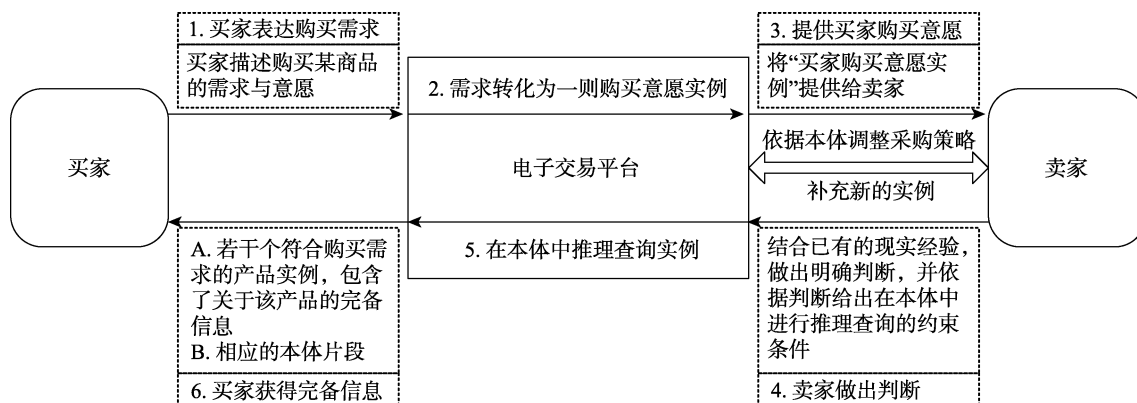 1. 买家表达购买需求
买家描述购买某商品
的需求与意愿
2. 需求转化为一则购买意愿实例
3. 提供买家购买意愿
将“买家购买意愿实
例”提供给卖家
买家
电子交易平台
依据本体调整采购策略
补充新的实例
卖家
5. 在本体中推理查询实例
A. 若干个符合购买需
求的产品实例，包含
了关于该产品的完备
信息
B. 相应的本体片段
6. 买家获得完备信息
结合已有的现实经验，
做出明确判断，并依
据判断给出在本体中
进行推理查询的约束
条件
4. 卖家做出判断